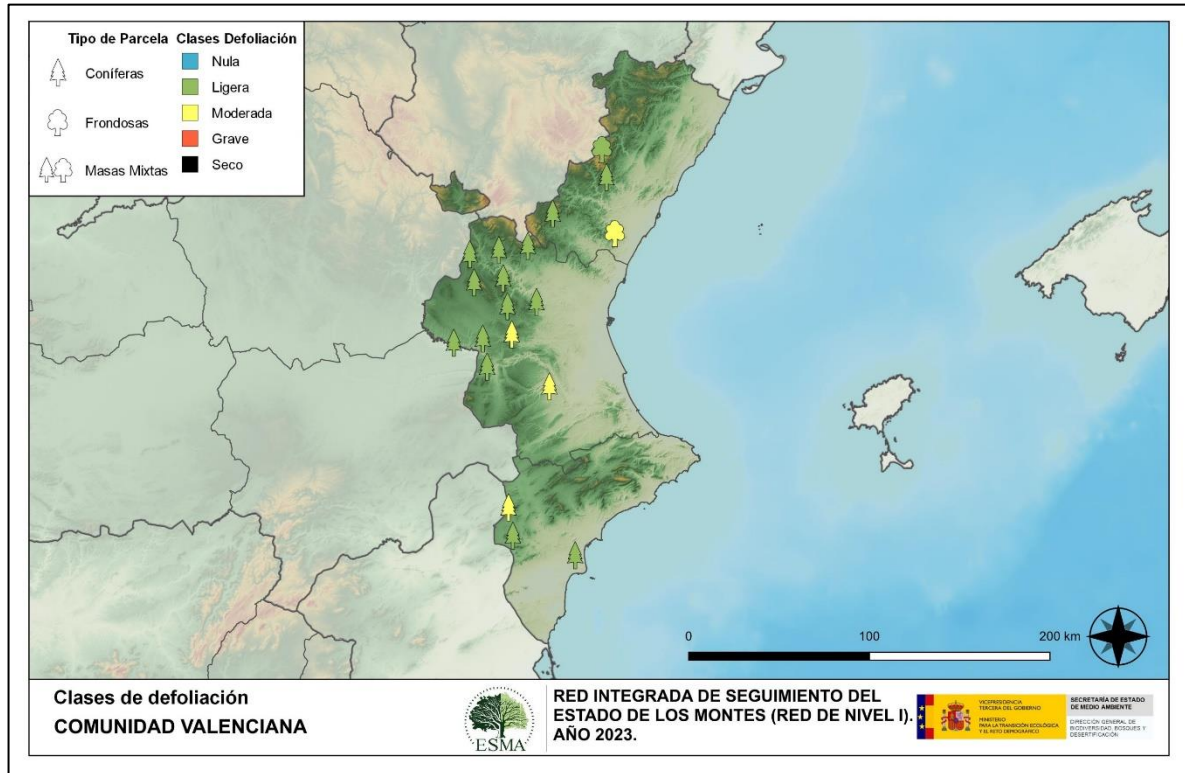 Tipo de Parcela
Coníferas
Frondosas
Masas Mixtas
Clases Defoliación
Nula
Ligera
Moderada
Grave
Seco
0 100 200 km
Clases de defoliación
COMUNIDAD VALENCIANA
ESMA
RED INTEGRADA DE SEGUIMIENTO DEL
ESTADO DE LOS MONTES (RED DE NIVEL I).
AÑO 2023.
VICEPRESIDENCIA
TERCERA DEL GOBIERNO
MINISTERIO
PARA LA TRANSICIÓN ECOLÓGICA
Y EL RETO DEMOGRÁFICO
SECRETARÍA DE ESTADO
DE MEDIO AMBIENTE
DIRECCIÓN GENERAL DE
BIODIVERSIDAD, BOSQUES Y
DESERTIFICACIÓN